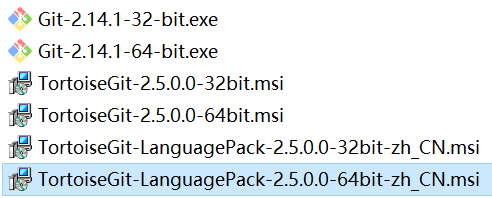 Git-2.14.1-32-bit.exe
Git-2.14.1-64-bit.exe
TortoiseGit-2.5.0.0-32bit.msi
TortoiseGit-2.5.0.0-64bit.msi
TortoiseGit-LanguagePack-2.5.0.0-32bit-zh_CN.msi
TortoiseGit-LanguagePack-2.5.0.0-64bit-zh_CN.msi